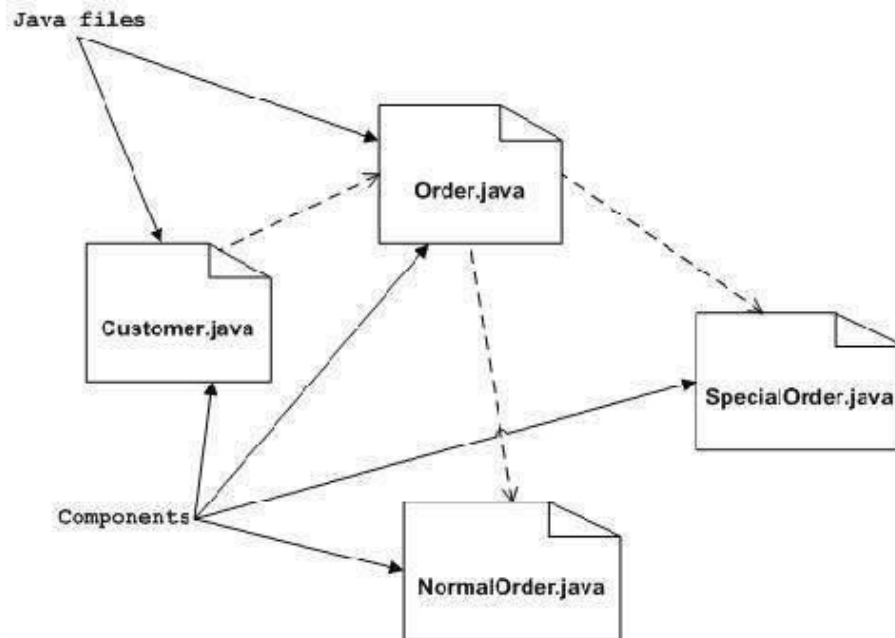 Java files
Order.java
Customer.java
SpecialOrder.java
Components
NormalOrder.java